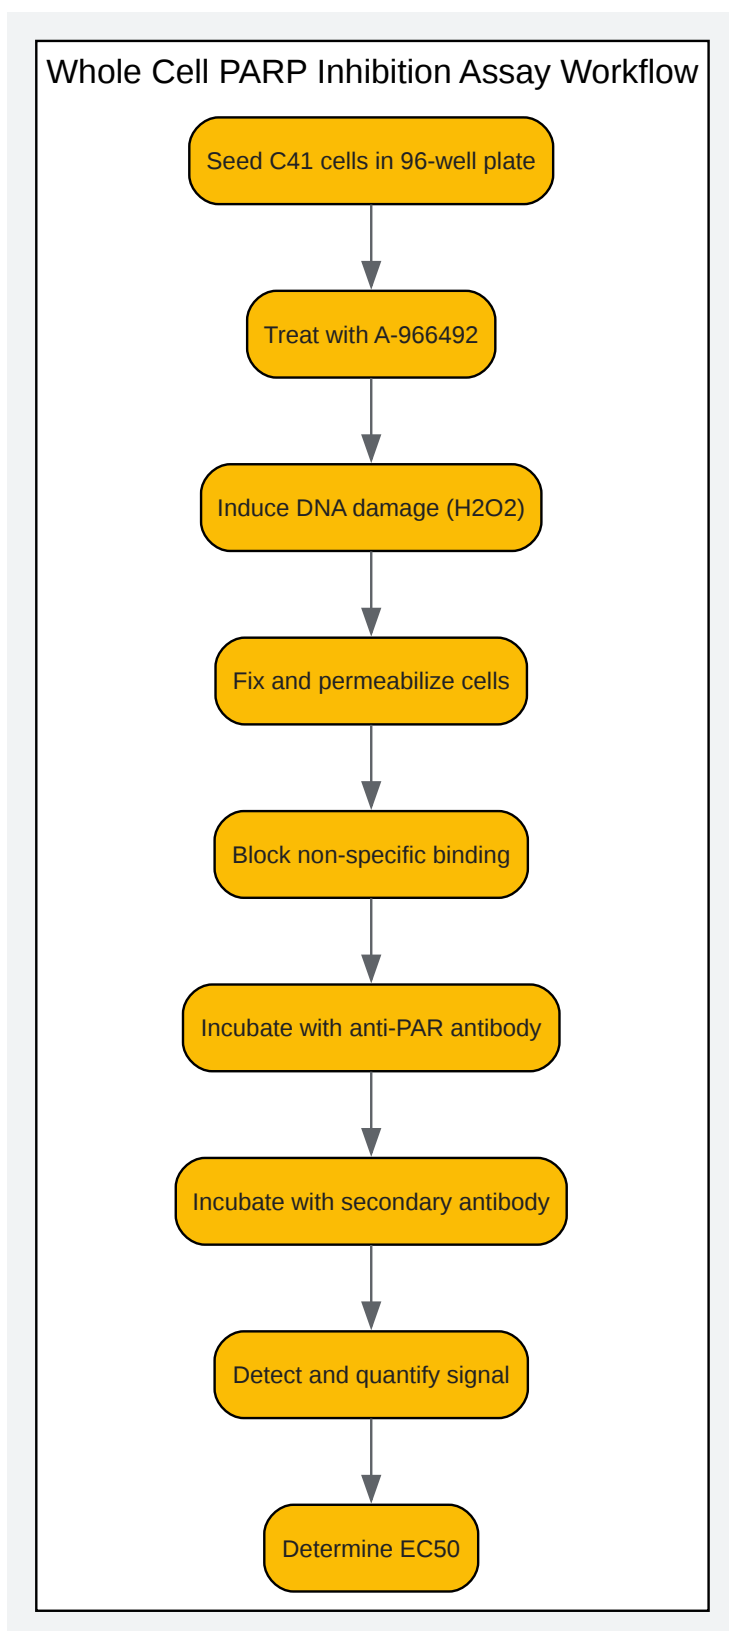 Whole Cell PARP Inhibition Assay Workflow
Seed C41 cells in 96-well plate
Treat with A-966492
Induce DNA damage (H2O2)
Fix and permeabilize cells
Block non-specific binding
Incubate with anti-PAR antibody
Incubate with secondary antibody
Detect and quantify signal
Determine EC50